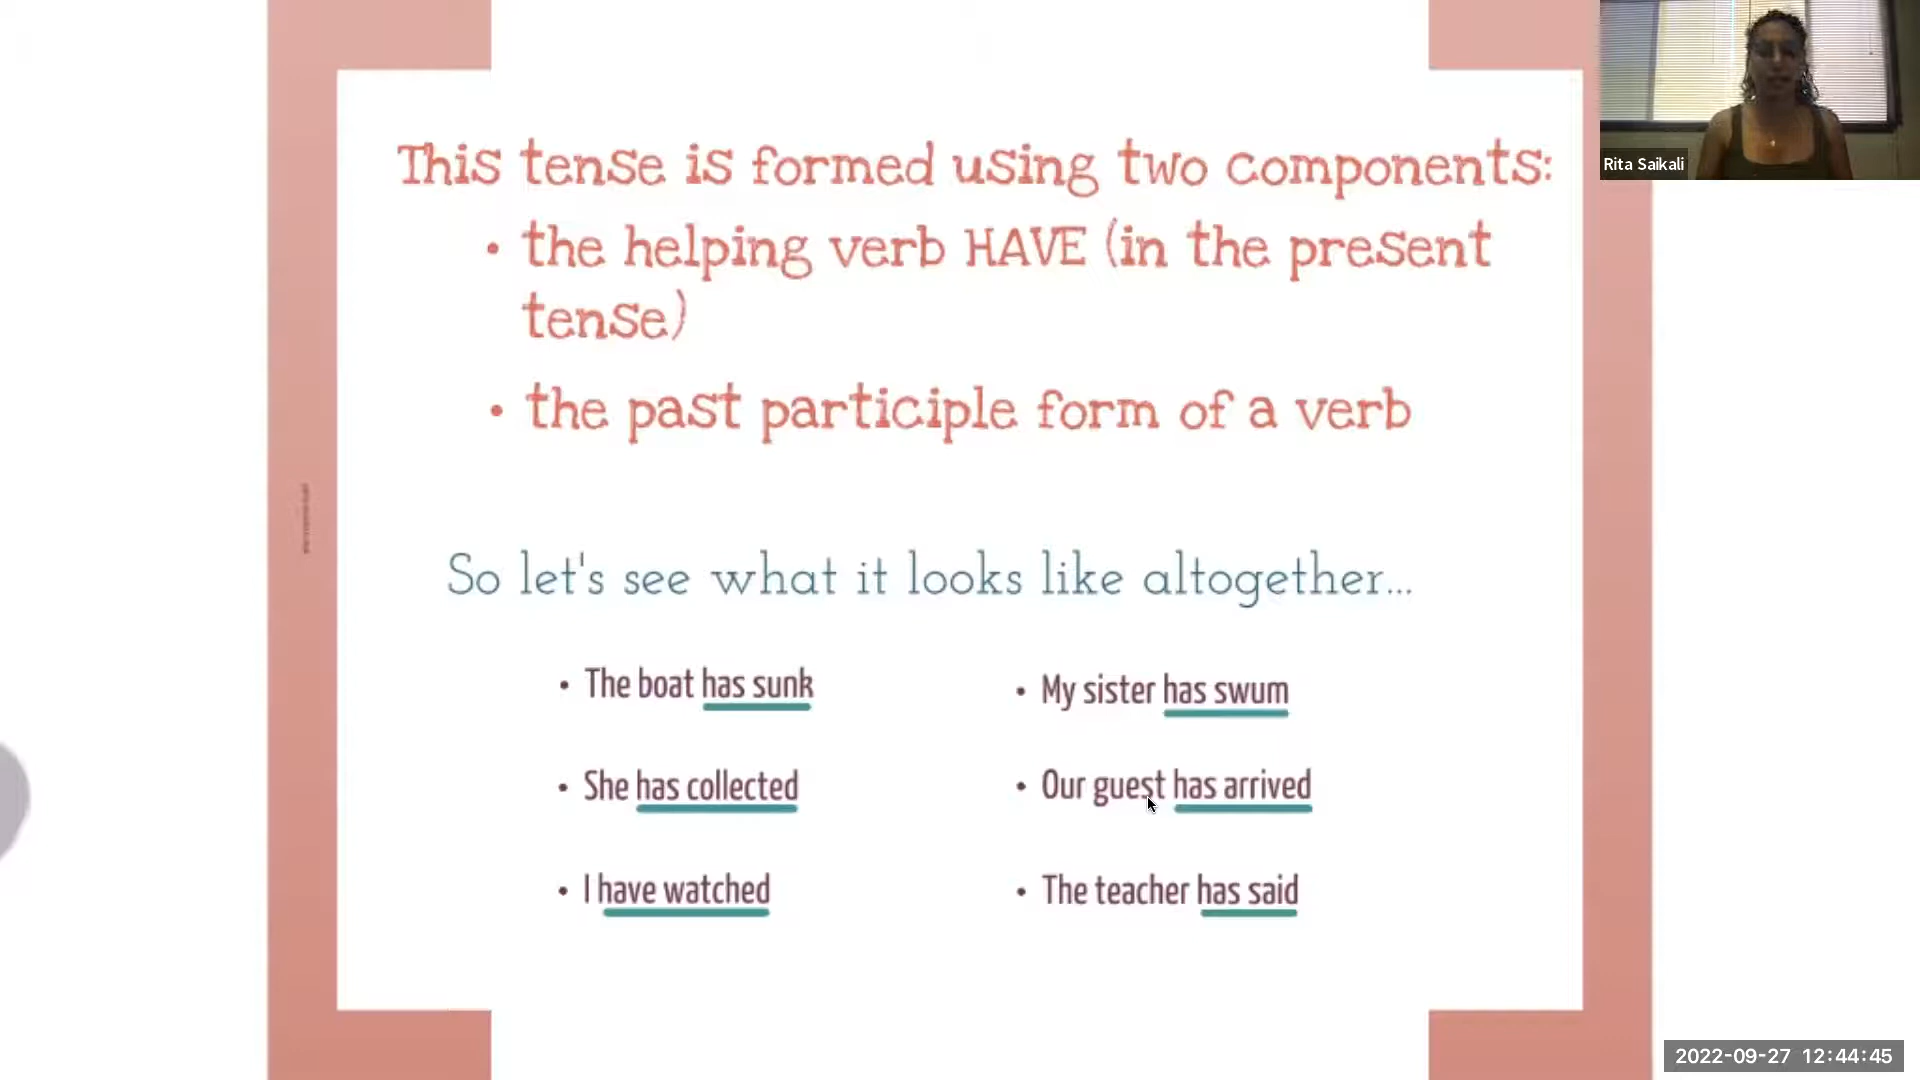 This tense is formed using two components:
• the helping verb HAVE (in the present
tense)
• the past participle form of a verb
So let's see what it looks like altogether...
• The boat has sunk
• She has collected
• I have watched
• My sister has swum
• Our guest has arrived
• The teacher has said
Rita Saikali
2022-09-27 12:44:45